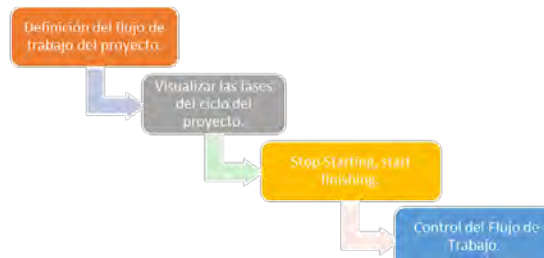 Definición del flujo de
trabajo del proyecto.
Visualizar las fases
del ciclo del
proyecto.
Stop Starting, start
finishing.
Control del Flujo de
Trabajo.